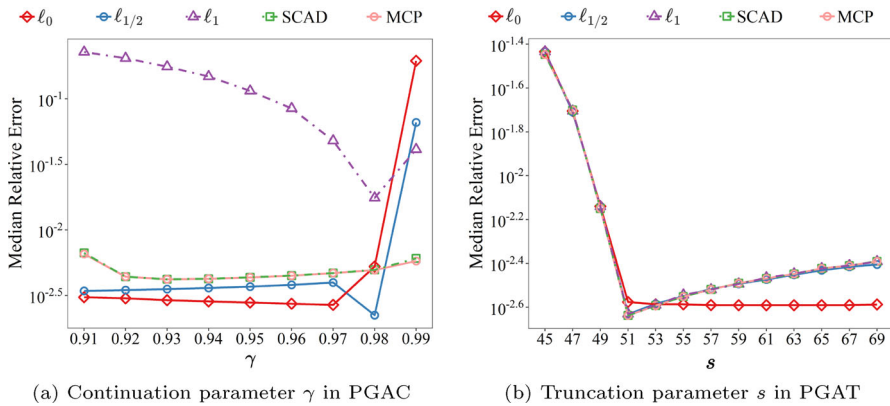 ℓ0 ℓ1/2 ℓ1 SCAD MCP
Median Relative Error
10^-1
10^-1.5
10^-2
10^-2.5
0.91 0.92 0.93 0.94 0.95 0.96 0.97 0.98 0.99
γ
(a) Continuation parameter γ in PGAC
ℓ0 ℓ1/2 ℓ1 SCAD MCP
Median Relative Error
10^-1.4
10^-1.6
10^-1.8
10^-2
10^-2.2
10^-2.4
10^-2.6
45 47 49 51 53 55 57 59 61 63 65 67 69
s
(b) Truncation parameter s in PGAT